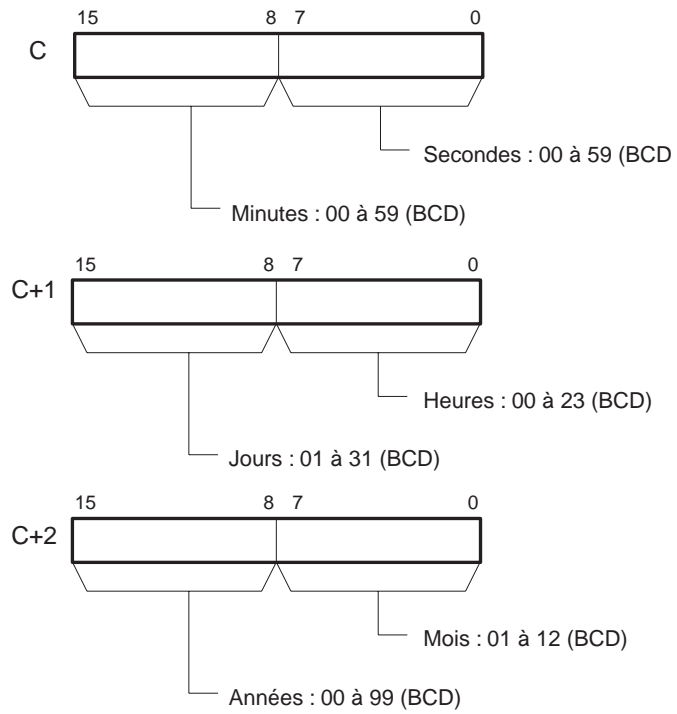 15 8 7 0
C
Secondes : 00 à 59 (BCD
Minutes : 00 à 59 (BCD)
15 8 7 0
C+1
Heures : 00 à 23 (BCD)
Jours : 01 à 31 (BCD)
15 8 7 0
C+2
Mois : 01 à 12 (BCD)
Années : 00 à 99 (BCD)